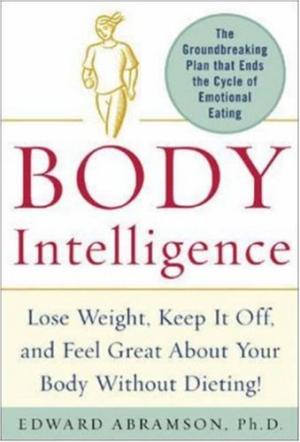 The
Groundbreaking
Plan that Ends
the Cycle of
Emotional
Eating
BODY
Intelligence
Lose Weight, Keep It Off,
and Feel Great About Your
Body Without Dieting!
EDWARD ABRAMSON, Ph.D.